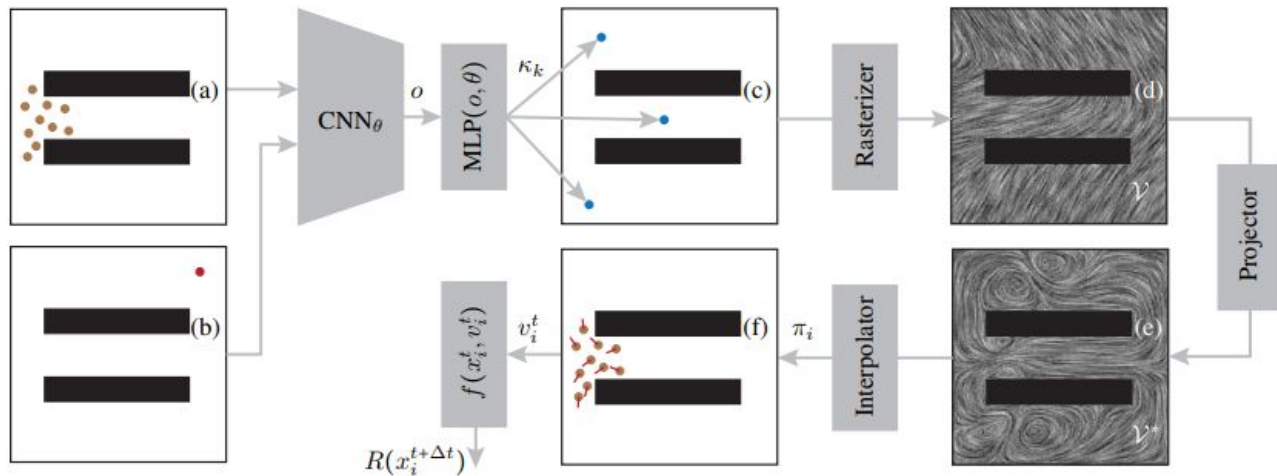 (a)
CNN_θ
o
MLP(o, θ)
κ_k
(c)
Rasterizer
(d)
𝒱
Projector
(b)
R(x_i^{t+Δt})
f(x_i^t, v_i^t)
v_i^t
(f)
π_i
Interpolator
(e)
𝒱*